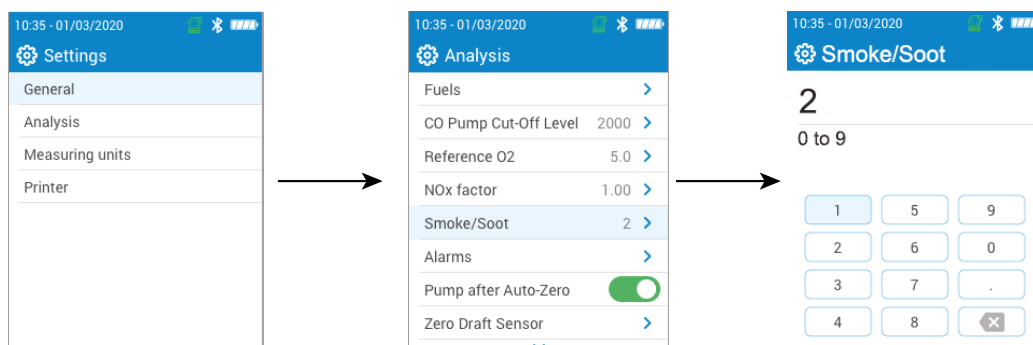 10:35 - 01/03/2020
Settings
General
Analysis
Measuring units
Printer
10:35 - 01/03/2020
Analysis
Fuels
CO Pump Cut-Off Level 2000
Reference O2 5.0
NOx factor 1.00
Smoke/Soot 2
Alarms
Pump after Auto-Zero
Zero Draft Sensor
10:35 - 01/03/2020
Smoke/Soot
2
0 to 9
1 5 9
2 6 0
3 7 .
4 8